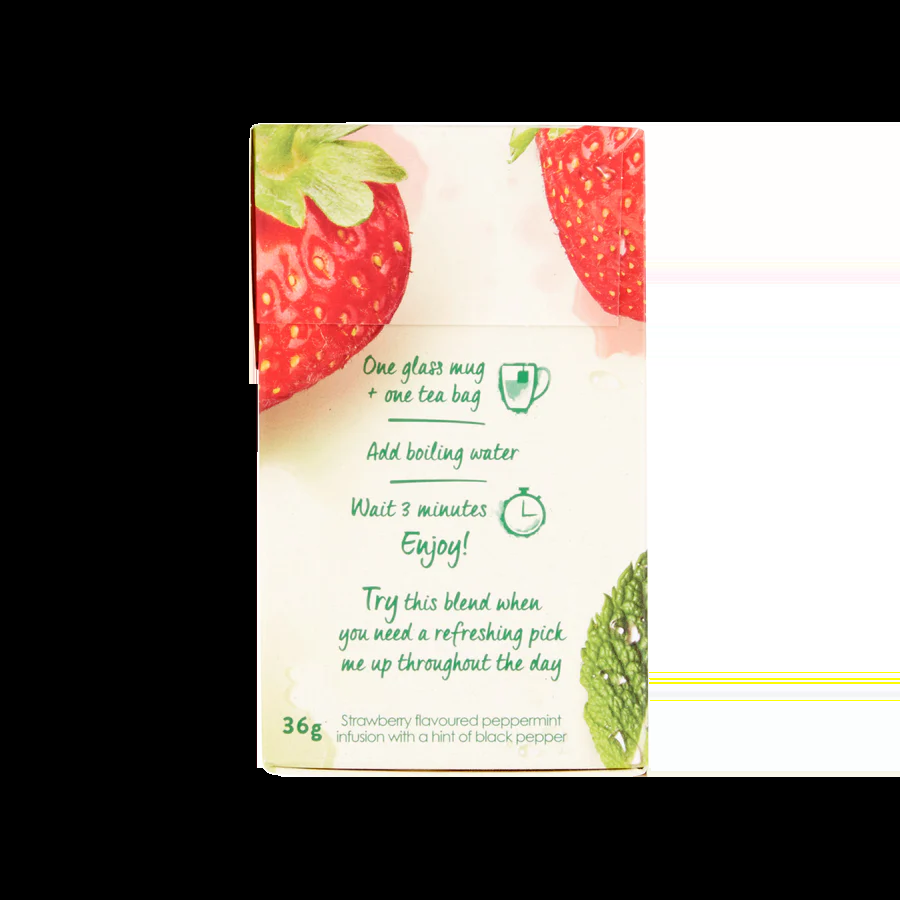 One glass mug
+ one tea bag
Add boiling water
Wait 3 minutes
Enjoy!
Try this blend when
you need a refreshing pick
me up throughout the day
36g
Strawberry flavoured peppermint
infusion with a hint of black pepper